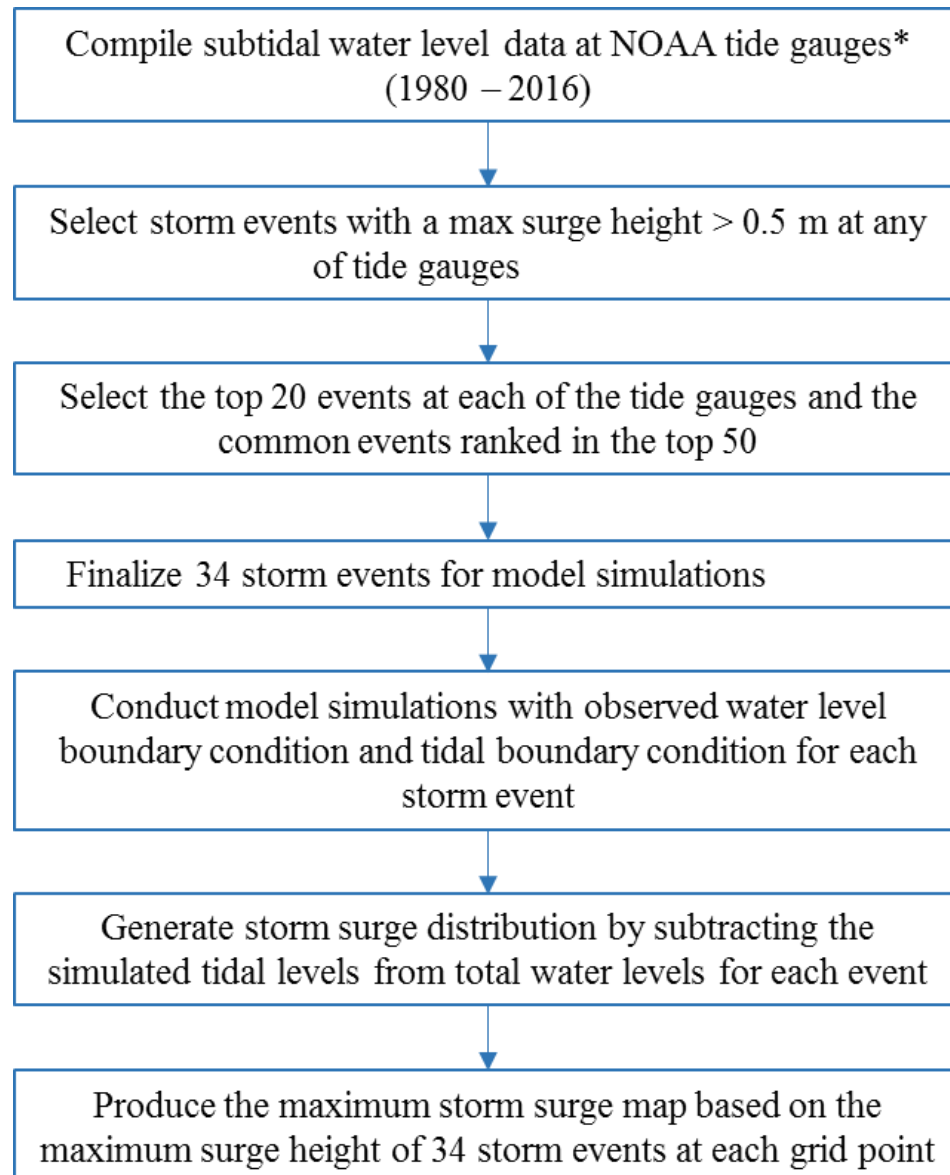 Compile subtidal water level data at NOAA tide gauges*
(1980 – 2016)
Select storm events with a max surge height > 0.5 m at any
of tide gauges
Select the top 20 events at each of the tide gauges and the
common events ranked in the top 50
Finalize 34 storm events for model simulations
Conduct model simulations with observed water level
boundary condition and tidal boundary condition for each
storm event
Generate storm surge distribution by subtracting the
simulated tidal levels from total water levels for each event
Produce the maximum storm surge map based on the
maximum surge height of 34 storm events at each grid point